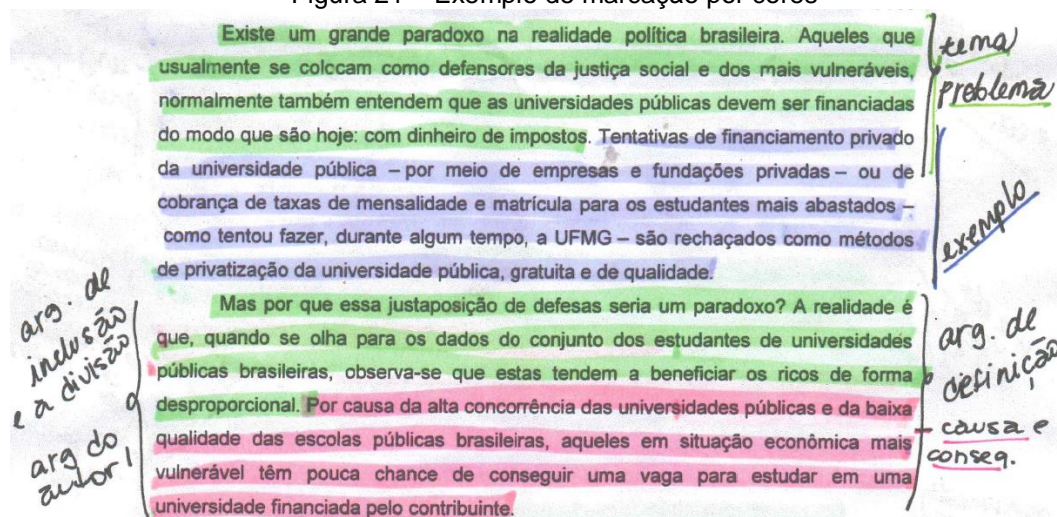 Figura 21 – Exemplo de marcação por cores
Existe um grande paradoxo na realidade política brasileira. Aqueles que
usualmente se colocam como defensores da justiça social e dos mais vulneráveis,
normalmente também entendem que as universidades públicas devem ser financiadas
do modo que são hoje: com dinheiro de impostos. Tentativas de financiamento privado
da universidade pública – por meio de empresas e fundações privadas – ou de
cobrança de taxas de mensalidade e matrícula para os estudantes mais abastados –
como tentou fazer, durante algum tempo, a UFMG – são rechaçados como métodos
de privatização da universidade pública, gratuita e de qualidade.
tema
problema
exemplo
Mas por que essa justaposição de defesas seria um paradoxo? A realidade é
que, quando se olha para os dados do conjunto dos estudantes de universidades
públicas brasileiras, observa-se que estas tendem a beneficiar os ricos de forma
desproporcional. Por causa da alta concorrência das universidades públicas e da baixa
qualidade das escolas públicas brasileiras, aqueles em situação econômica mais
vulnerável têm pouca chance de conseguir uma vaga para estudar em uma
universidade financiada pelo contribuinte.
arg. de
inclusão
e a divisão
arg do
autor!
arg. de
definição
causa e
conseq.